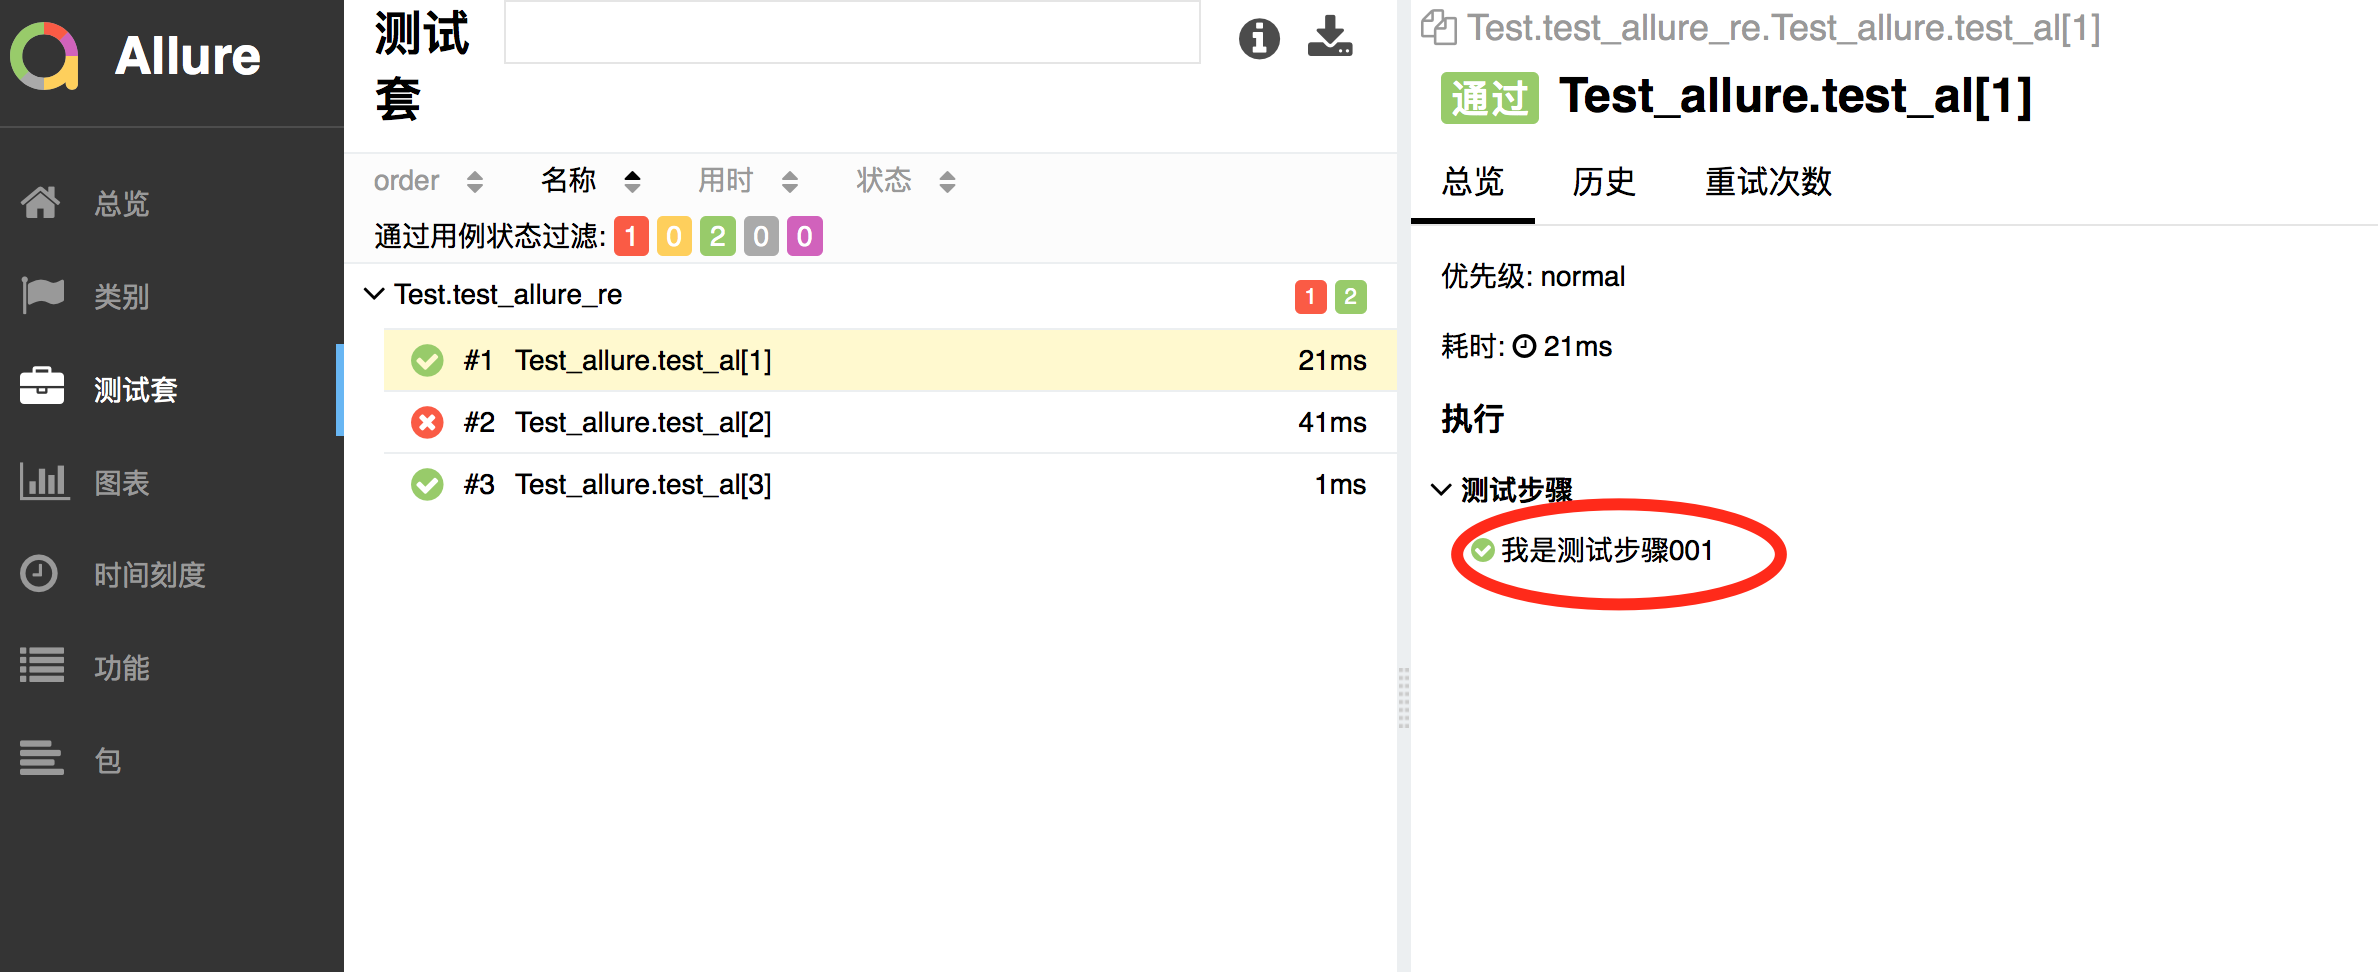 Allure
总览
类别
测试套
图表
时间刻度
功能
包
测试
套
order 名称 用时 状态
通过用例状态过滤: 1 0 2 0 0
Test.test_allure_re 1 2
#1 Test_allure.test_al[1] 21ms
#2 Test_allure.test_al[2] 41ms
#3 Test_allure.test_al[3] 1ms
Test.test_allure_re.Test_allure.test_al[1]
通过 Test_allure.test_al[1]
总览 历史 重试次数
优先级: normal
耗时: 21ms
执行
测试步骤
我是测试步骤001